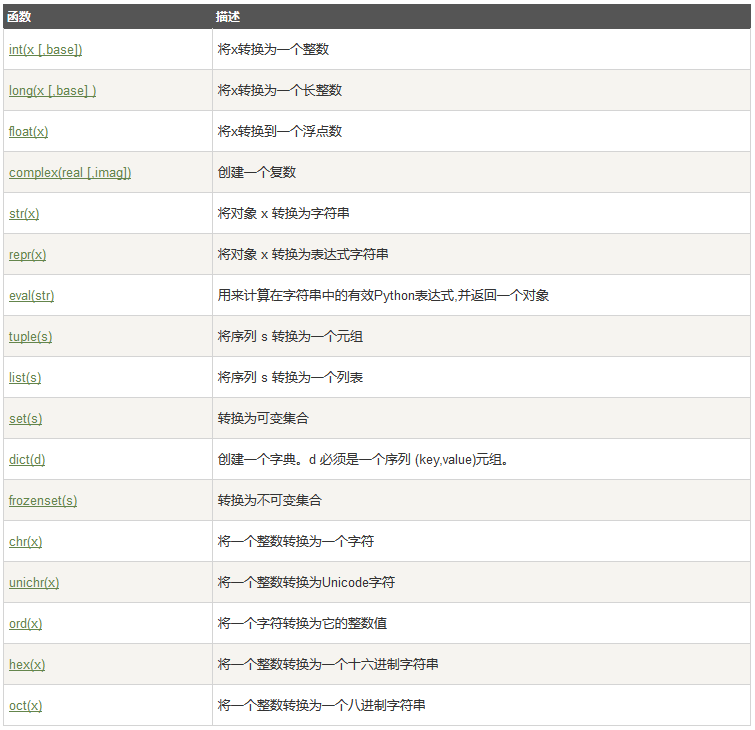 函数 描述
int(x [,base]) 将x转换为一个整数
long(x [,base] ) 将x转换为一个长整数
float(x) 将x转换到一个浮点数
complex(real [,imag]) 创建一个复数
str(x) 将对象 x 转换为字符串
repr(x) 将对象 x 转换为表达式字符串
eval(str) 用来计算在字符串中的有效Python表达式,并返回一个对象
tuple(s) 将序列 s 转换为一个元组
list(s) 将序列 s 转换为一个列表
set(s) 转换为可变集合
dict(d) 创建一个字典。d 必须是一个序列 (key,value)元组。
frozenset(s) 转换为不可变集合
chr(x) 将一个整数转换为一个字符
unichr(x) 将一个整数转换为Unicode字符
ord(x) 将一个字符转换为它的整数值
hex(x) 将一个整数转换为一个十六进制字符串
oct(x) 将一个整数转换为一个八进制字符串